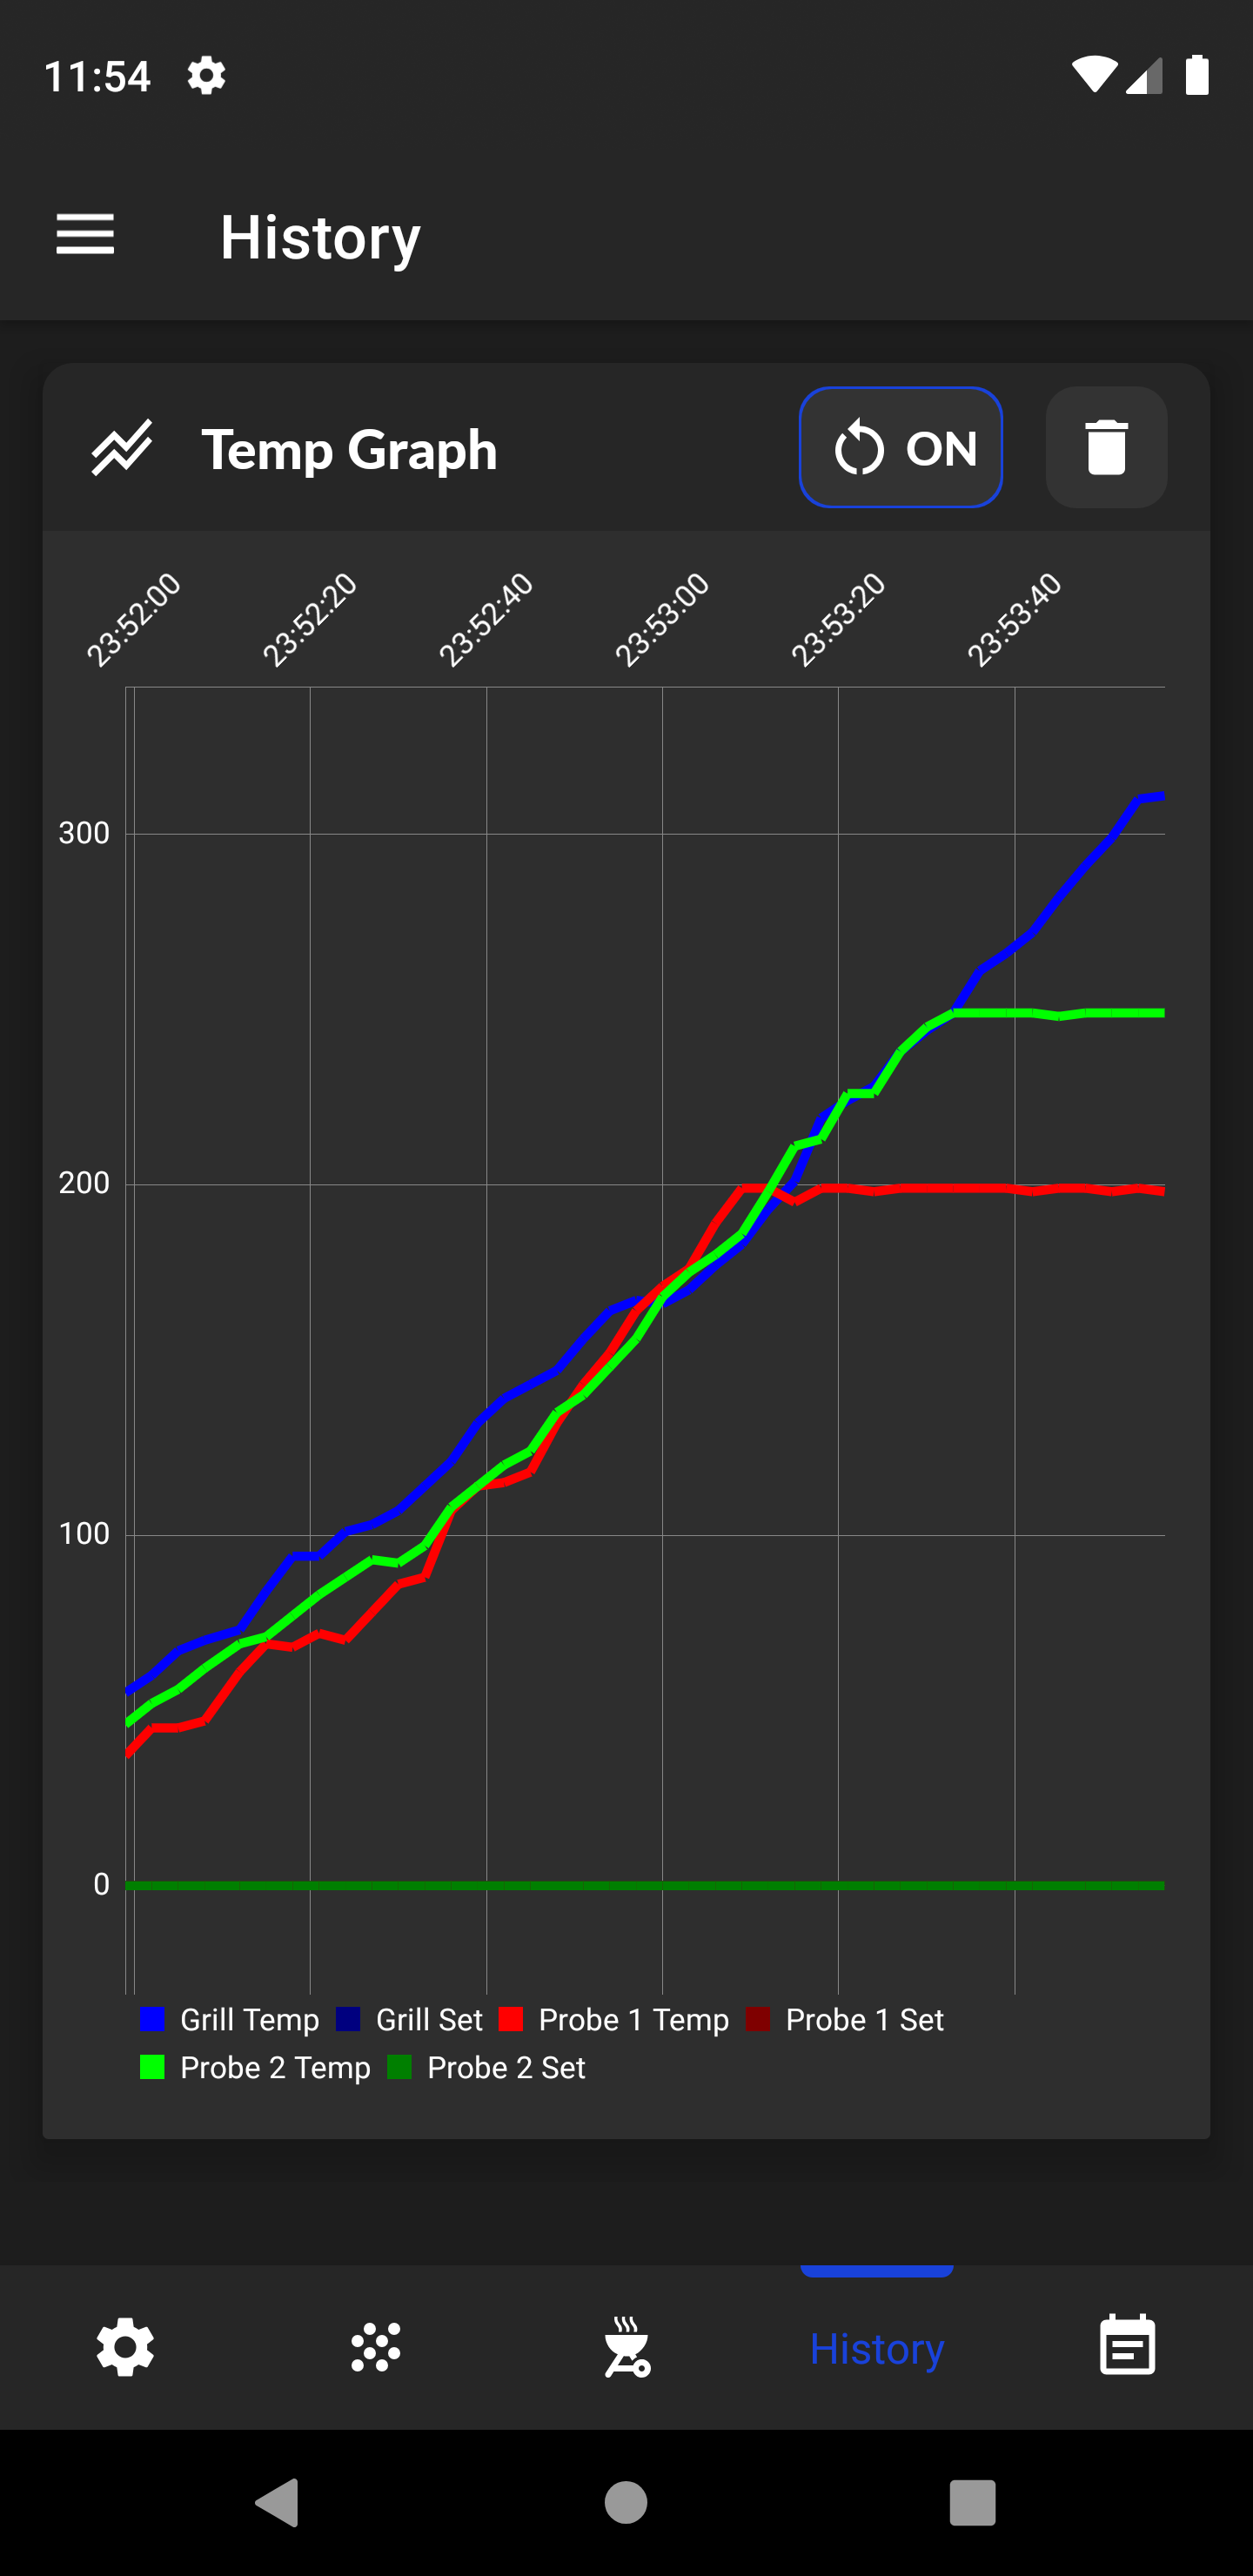 11:54
History
Temp Graph ON
23:52:00 23:52:20 23:52:40 23:53:00 23:53:20 23:53:40
300
200
100
0
Grill Temp Grill Set Probe 1 Temp Probe 1 Set
Probe 2 Temp Probe 2 Set
History